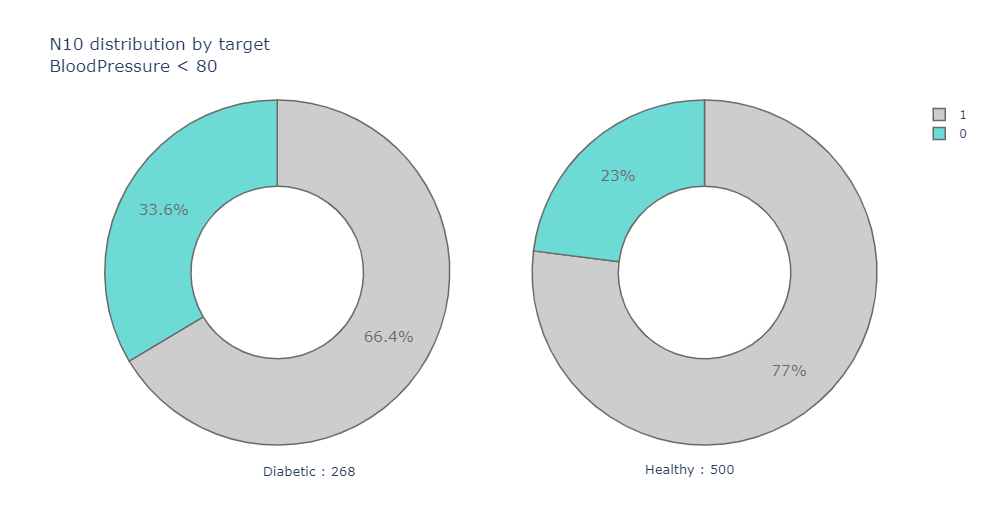 N10 distribution by target
BloodPressure < 80
1
0
33.6%
66.4%
23%
77%
Diabetic : 268
Healthy : 500